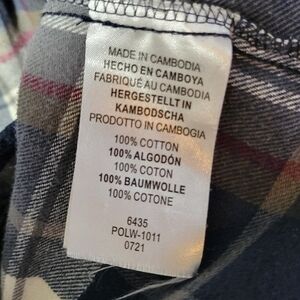 MADE IN CAMBODIA
HECHO EN CAMBOYA
FABRIQUÉ AU CAMBODIA
HERGESTELLT IN
KAMBODSCHA
PRODOTTO IN CAMBOGIA
100% COTTON
100% ALGODÓN
100% COTON
100% BAUMWOLLE
100% COTONE
6435
POLW-1011
0721